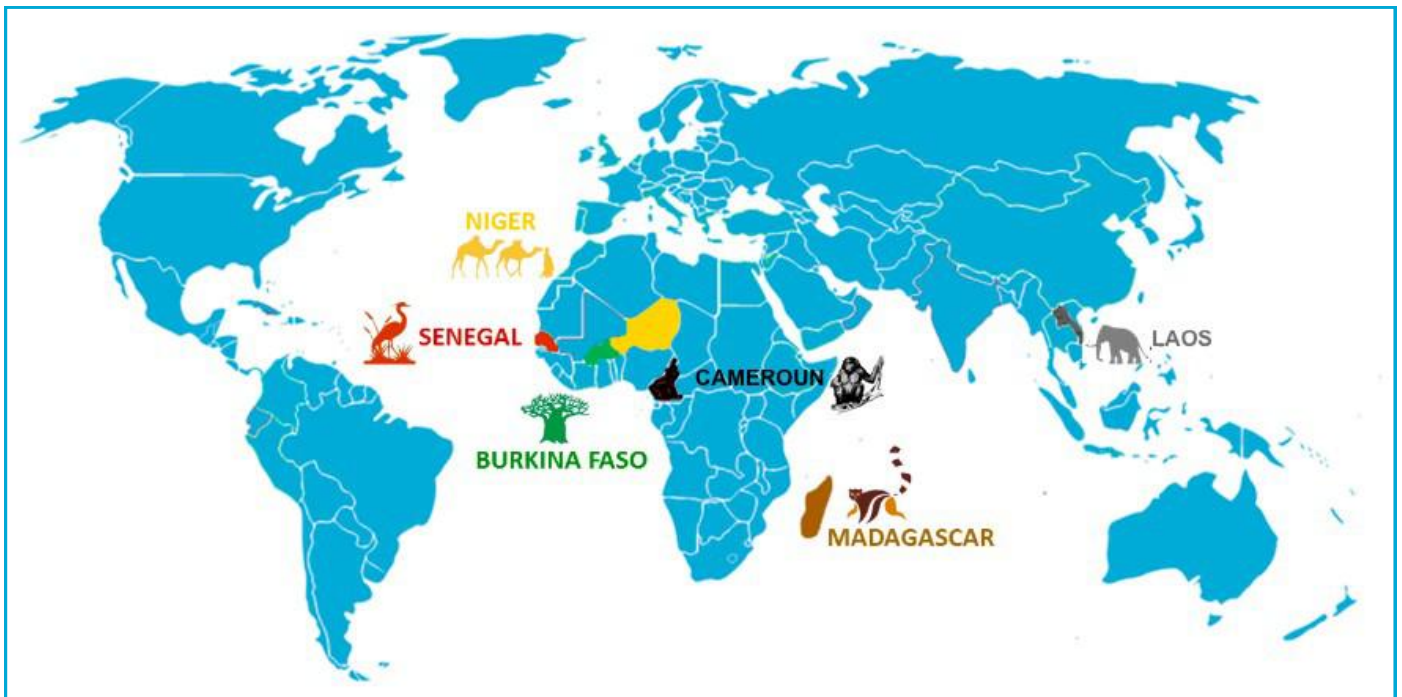 NIGER
SENEGAL
LAOS
CAMEROUN
BURKINA FASO
MADAGASCAR